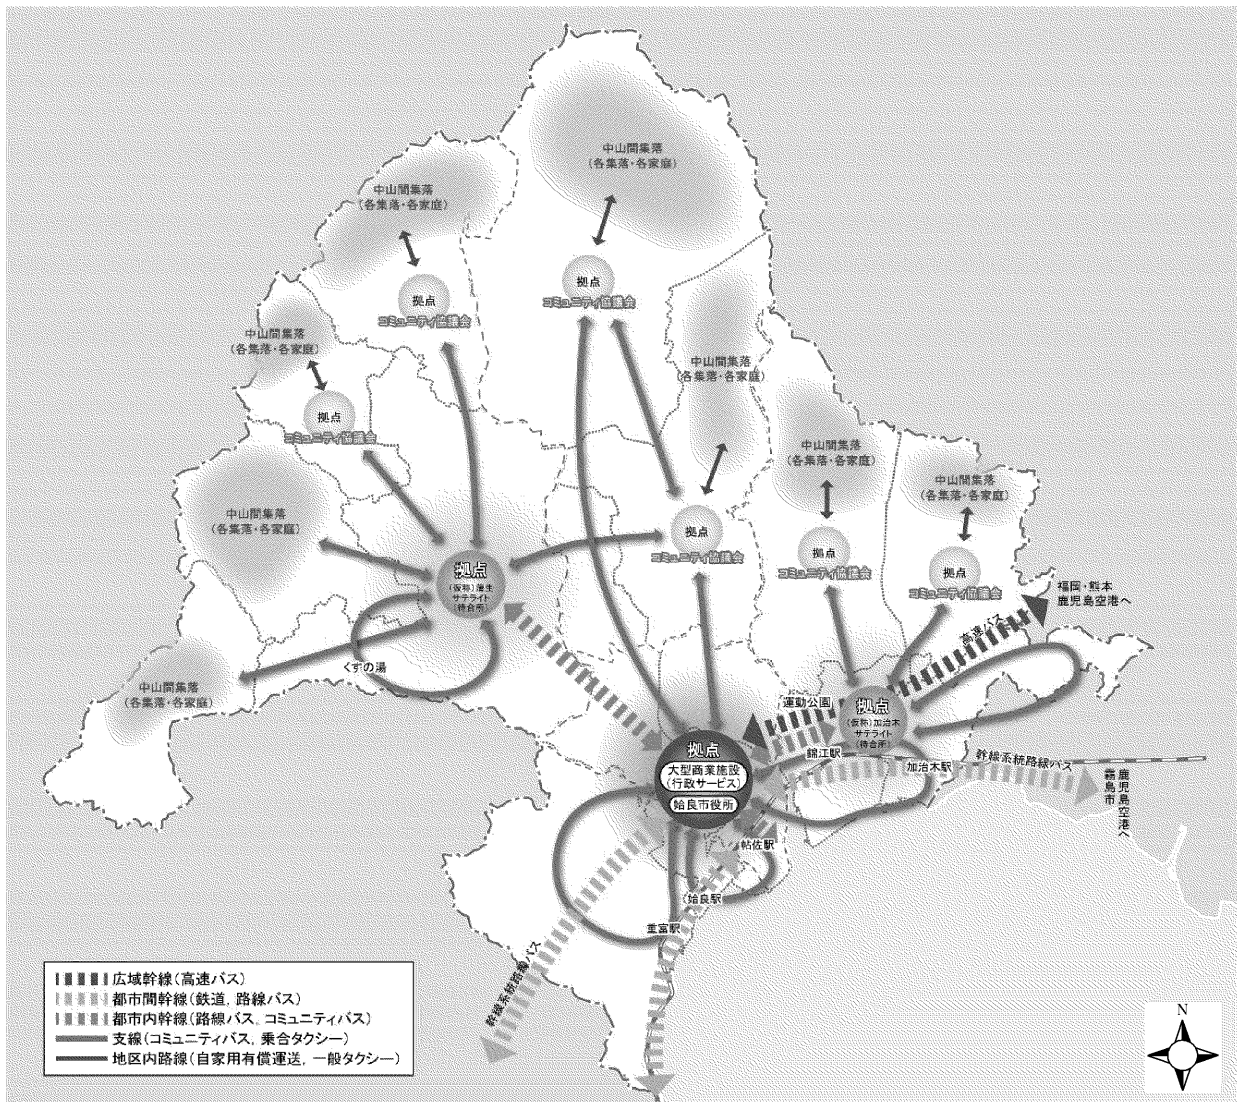 中山間集落
(各集落・各家庭)
中山間集落
(各集落・各家庭)
拠点
コミュニティ協議会
拠点
コミュニティ協議会
中山間集落
(各集落・各家庭)
中山間集落
(各集落・各家庭)
拠点
コミュニティ協議会
中山間集落
(各集落・各家庭)
中山間集落
(各集落・各家庭)
中山間集落
(各集落・各家庭)
拠点
コミュニティ協議会
拠点
コミュニティ協議会
拠点
コミュニティ協議会
拠点
(仮称)蒲生
サテライト
(待合所)
福岡・熊本
鹿児島空港へ
高速バス
くすの湯
中山間集落
(各集落・各家庭)
運動公園
拠点
(仮称)加治木
サテライト
(待合所)
拠点
大型商業施設
(行政サービス)
姶良市役所
錦江駅
加治木駅
幹線系統路線バス
霧島市
鹿児島空港へ
帖佐駅
姶良駅
重富駅
幹線系統路線バス
広域幹線(高速バス)
都市間幹線(鉄道, 路線バス)
都市内幹線(路線バス, コミュニティバス)
支線(コミュニティバス, 乗合タクシー)
地区内路線(自家用有償運送, 一般タクシー)
N